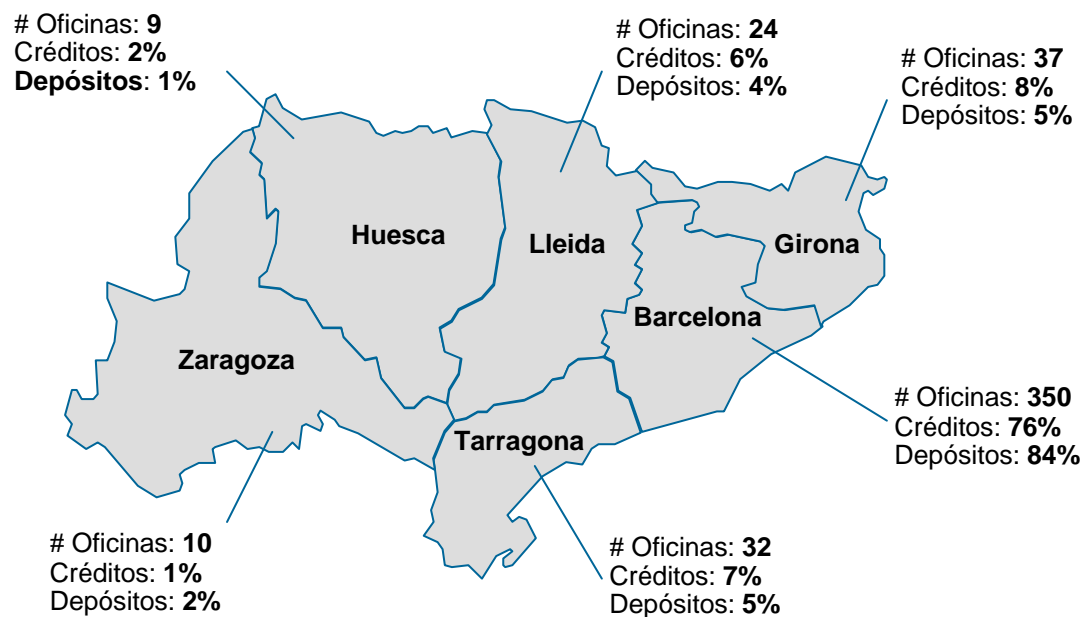 # Oficinas: 9
Créditos: 2%
Depósitos: 1%
# Oficinas: 24
Créditos: 6%
Depósitos: 4%
# Oficinas: 37
Créditos: 8%
Depósitos: 5%
Huesca
Lleida
Girona
Barcelona
Zaragoza
Tarragona
# Oficinas: 350
Créditos: 76%
Depósitos: 84%
# Oficinas: 10
Créditos: 1%
Depósitos: 2%
# Oficinas: 32
Créditos: 7%
Depósitos: 5%